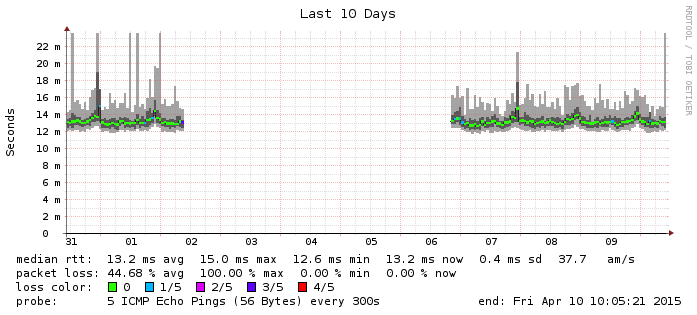 Last 10 Days
RRDTOOL / TOBI OETIKER
Seconds
22 m
20 m
18 m
16 m
14 m
12 m
10 m
8 m
6 m
4 m
2 m
0
31 01 02 03 04 05 06 07 08 09
median rtt: 13.2 ms avg 15.0 ms max 12.6 ms min 13.2 ms now 0.4 ms sd 37.7 am/s
packet loss: 44.68 % avg 100.00 % max 0.00 % min 0.00 % now
loss color: 0 1/5 2/5 3/5 4/5
probe: 5 ICMP Echo Pings (56 Bytes) every 300s end: Fri Apr 10 10:05:21 2015